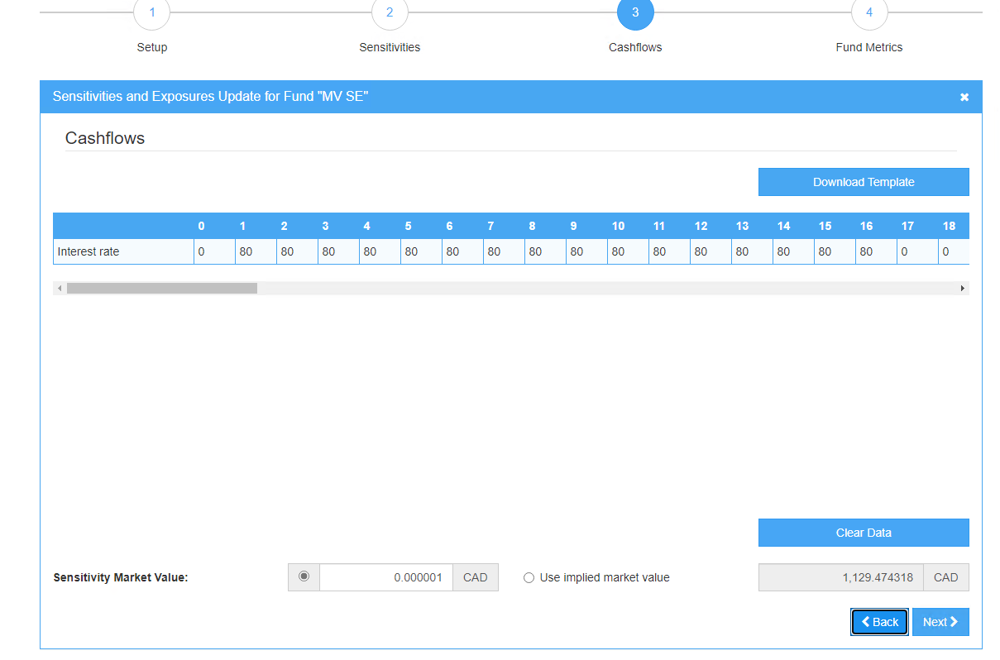 1 2 3 4
Setup Sensitivities Cashflows Fund Metrics
Sensitivities and Exposures Update for Fund "MV SE" ✖
Cashflows
Download Template
0 1 2 3 4 5 6 7 8 9 10 11 12 13 14 15 16 17 18
Interest rate 0 80 80 80 80 80 80 80 80 80 80 80 80 80 80 80 80 0 0
Clear Data
Sensitivity Market Value: 0.000001 CAD Use implied market value 1,129.474318 CAD
Back Next